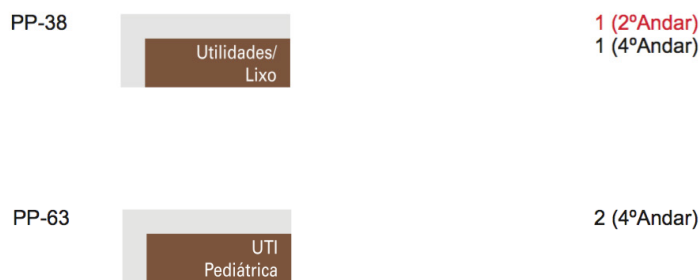 PP-38
Utilidades/
Lixo
1 (2ºAndar)
1 (4ºAndar)
PP-63
UTI
Pediátrica
2 (4ºAndar)